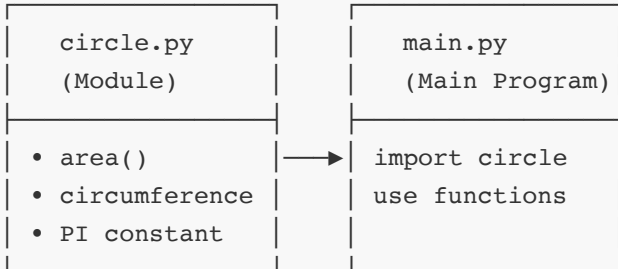 circle.py
(Module)
• area()
• circumference
• PI constant
main.py
(Main Program)
import circle
use functions